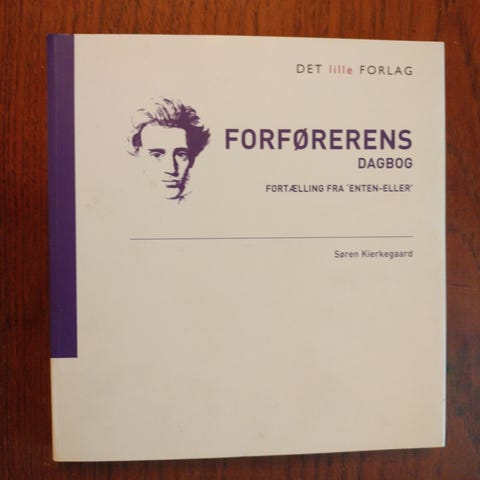 DET lille FORLAG
FORFØRERENS
DAGBOG
FORTÆLLING FRA 'ENTEN-ELLER'
Søren Kierkegaard